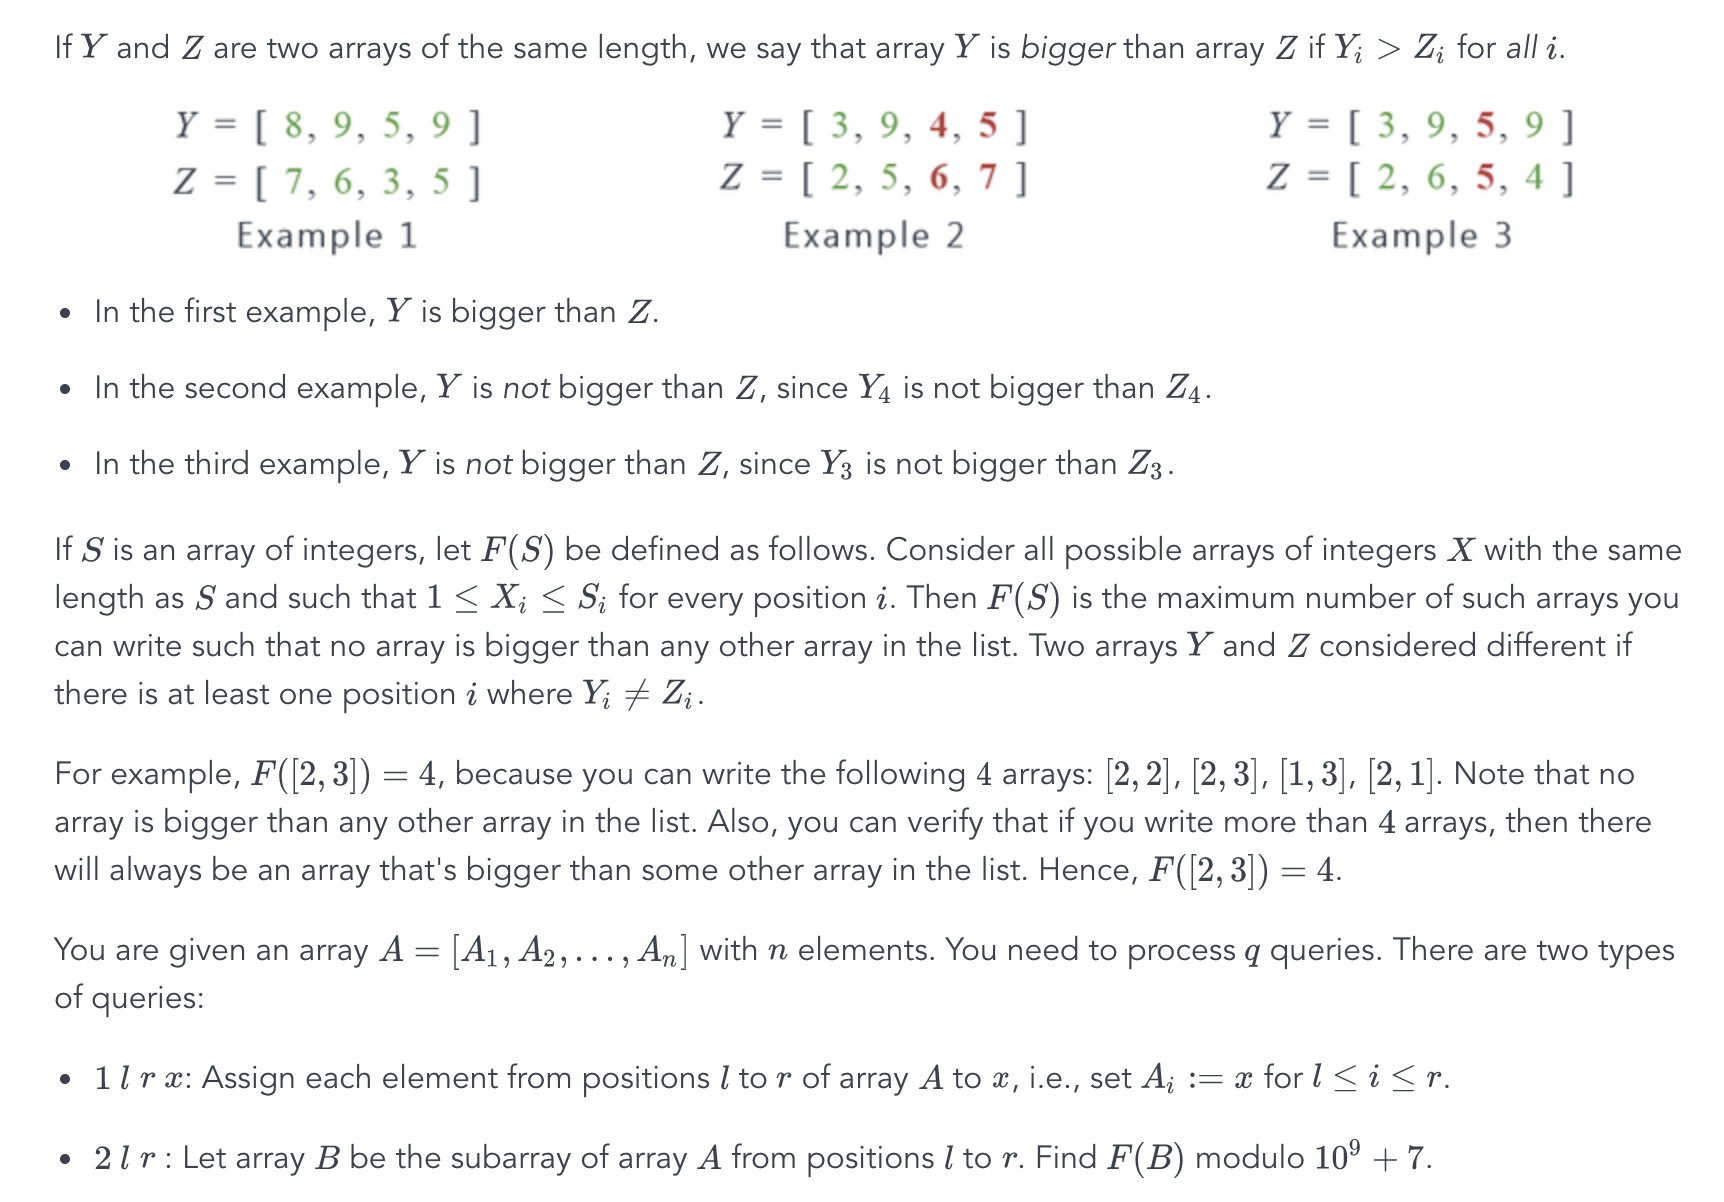 If Y and Z are two arrays of the same length, we say that array Y is bigger than array Z if Y_i > Z_i for all i.
Y = [ 8, 9, 5, 9 ]
Z = [ 7, 6, 3, 5 ]
Example 1
Y = [ 3, 9, 4, 5 ]
Z = [ 2, 5, 6, 7 ]
Example 2
Y = [ 3, 9, 5, 9 ]
Z = [ 2, 6, 5, 4 ]
Example 3
• In the first example, Y is bigger than Z.
• In the second example, Y is not bigger than Z, since Y_4 is not bigger than Z_4.
• In the third example, Y is not bigger than Z, since Y_3 is not bigger than Z_3.
If S is an array of integers, let F(S) be defined as follows. Consider all possible arrays of integers X with the same
length as S and such that 1 ≤ X_i ≤ S_i for every position i. Then F(S) is the maximum number of such arrays you
can write such that no array is bigger than any other array in the list. Two arrays Y and Z considered different if
there is at least one position i where Y_i ≠ Z_i.
For example, F([2, 3]) = 4, because you can write the following 4 arrays: [2, 2], [2, 3], [1, 3], [2, 1]. Note that no
array is bigger than any other array in the list. Also, you can verify that if you write more than 4 arrays, then there
will always be an array that's bigger than some other array in the list. Hence, F([2, 3]) = 4.
You are given an array A = [A_1, A_2, . . . , A_n] with n elements. You need to process q queries. There are two types
of queries:
• 1 l r x: Assign each element from positions l to r of array A to x, i.e., set A_i := x for l ≤ i ≤ r.
• 2 l r : Let array B be the subarray of array A from positions l to r. Find F(B) modulo 10^9 + 7.